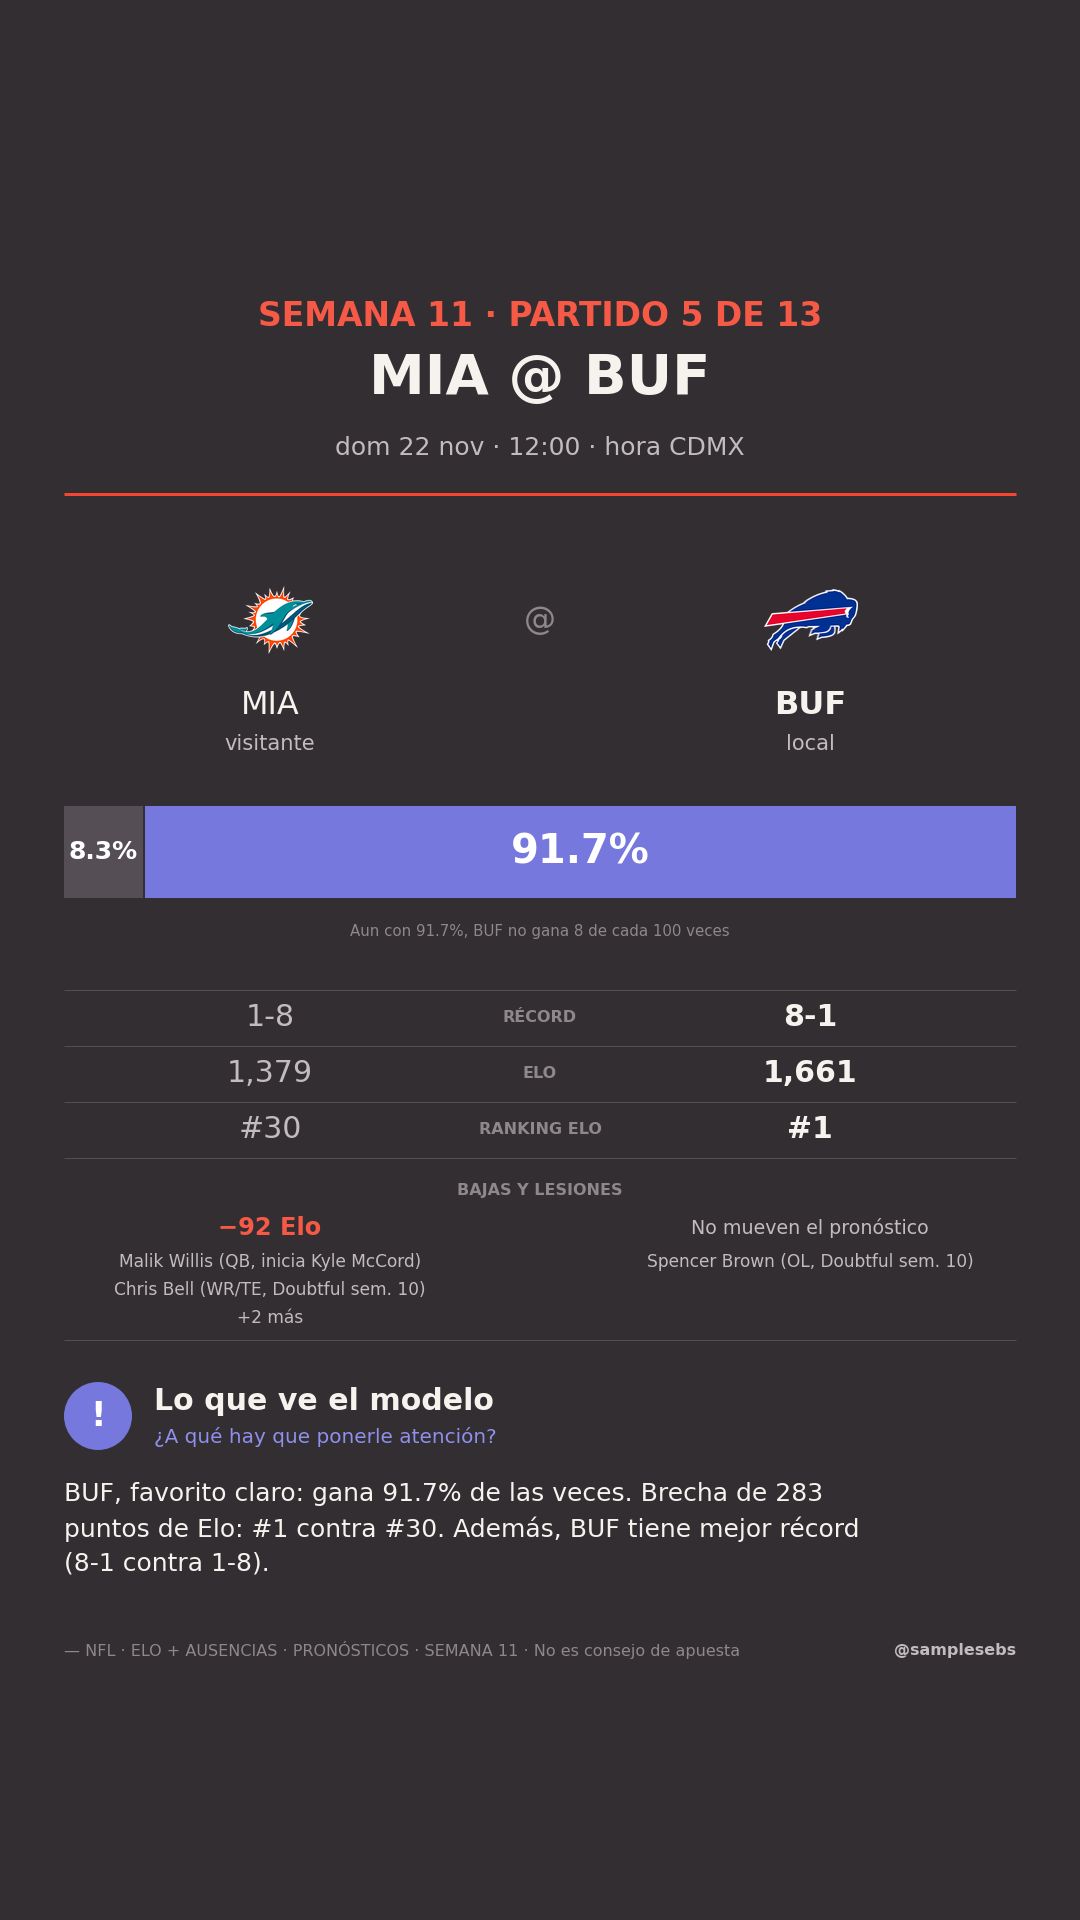 SEMANA 11 · PARTIDO 5 DE 13
MIA @ BUF
dom 22 nov · 12:00 · hora CDMX
@
MIA
BUF
visitante
local
8.3%
91.7%
Aun con 91.7%, BUF no gana 8 de cada 100 veces
1-8 RÉCORD 8-1
1,379 ELO 1,661
#30 RANKING ELO #1
BAJAS Y LESIONES
−92 Elo
No mueven el pronóstico
Malik Willis (QB, inicia Kyle McCord)
Spencer Brown (OL, Doubtful sem. 10)
Chris Bell (WR/TE, Doubtful sem. 10)
+2 más
!
Lo que ve el modelo
¿A qué hay que ponerle atención?
BUF, favorito claro: gana 91.7% de las veces. Brecha de 283
puntos de Elo: #1 contra #30. Además, BUF tiene mejor récord
(8-1 contra 1-8).
— NFL · ELO + AUSENCIAS · PRONÓSTICOS · SEMANA 11 · No es consejo de apuesta
@samplesebs